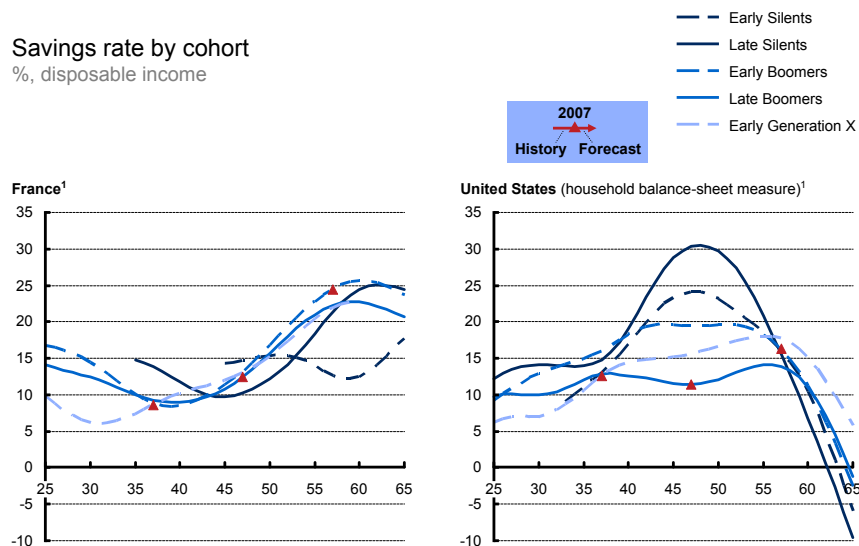 Savings rate by cohort
%, disposable income
Early Silents
Late Silents
Early Boomers
Late Boomers
Early Generation X
2007
History Forecast
France¹
35
30
25
20
15
10
5
0
-5
-10
25 30 35 40 45 50 55 60 65
United States (household balance-sheet measure)¹
35
30
25
20
15
10
5
0
-5
-10
25 30 35 40 45 50 55 60 65